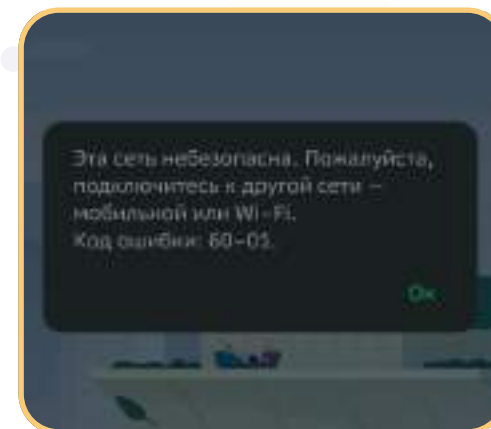 Эта сеть небезопасна. Пожалуйста,
подключитесь к другой сети –
мобильной или Wi-Fi.
Код ошибки: 60-01
Ок